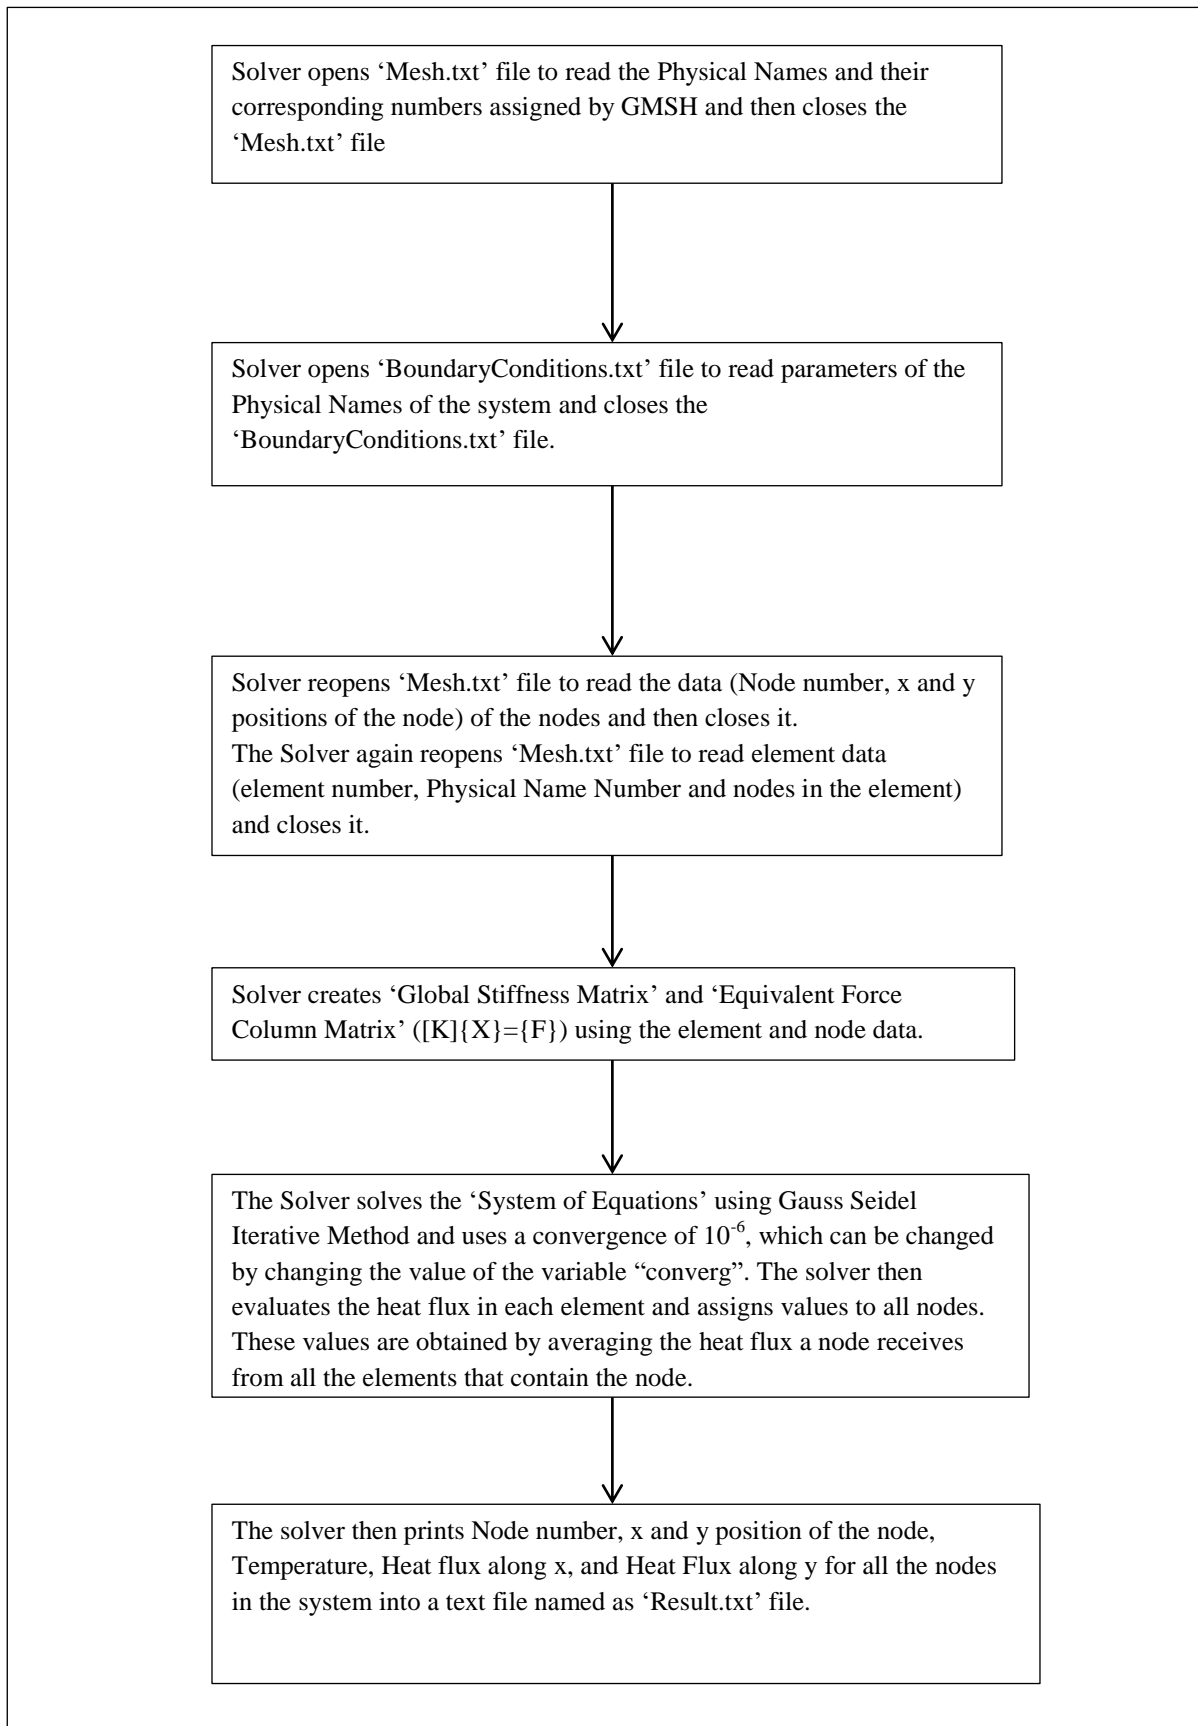 Solver opens ‘Mesh.txt’ file to read the Physical Names and their
corresponding numbers assigned by GMSH and then closes the
‘Mesh.txt’ file
Solver opens ‘BoundaryConditions.txt’ file to read parameters of the
Physical Names of the system and closes the
‘BoundaryConditions.txt’ file.
Solver reopens ‘Mesh.txt’ file to read the data (Node number, x and y
positions of the node) of the nodes and then closes it.
The Solver again reopens ‘Mesh.txt’ file to read element data
(element number, Physical Name Number and nodes in the element)
and closes it.
Solver creates ‘Global Stiffness Matrix’ and ‘Equivalent Force
Column Matrix’ ([K]{X}={F}) using the element and node data.
The Solver solves the ‘System of Equations’ using Gauss Seidel
Iterative Method and uses a convergence of 10⁻⁶, which can be changed
by changing the value of the variable “converg”. The solver then
evaluates the heat flux in each element and assigns values to all nodes.
These values are obtained by averaging the heat flux a node receives
from all the elements that contain the node.
The solver then prints Node number, x and y position of the node,
Temperature, Heat flux along x, and Heat Flux along y for all the nodes
in the system into a text file named as ‘Result.txt’ file.